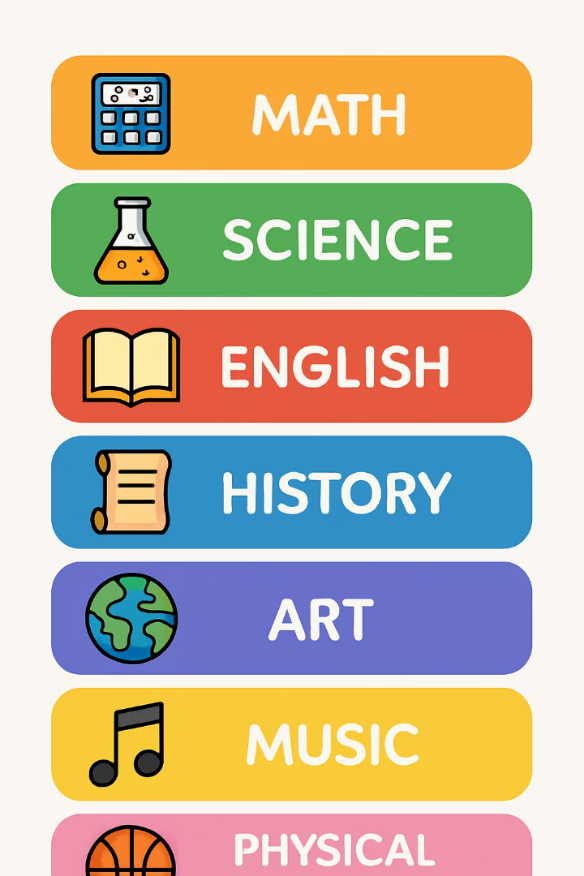 MATH
SCIENCE
ENGLISH
HISTORY
ART
MUSIC
PHYSICAL